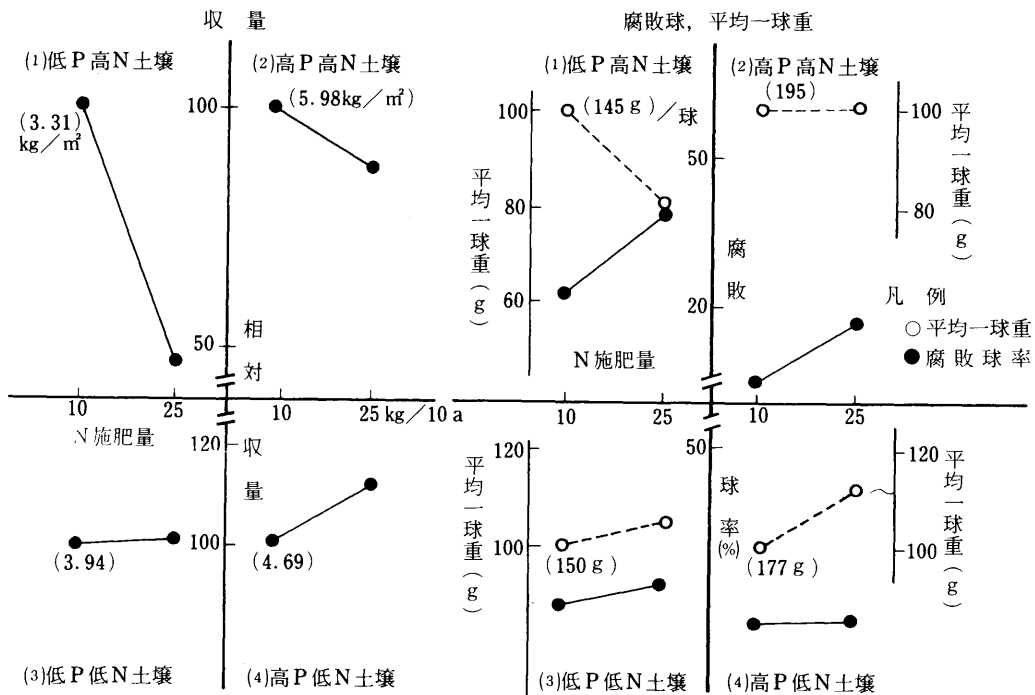 収量
(1)低P高N土壌
(2)高P高N土壌
(3.31)
kg/㎡
(5.98kg/㎡)
100
50
相対
10
25
10
25 kg/10a
N施肥量
収量
120
100
(3.94)
(4.69)
(3)低P低N土壌
(4)高P低N土壌
腐敗球,平均一球重
(1)低P高N土壌
(2)高P高N土壌
(145g)/球
(195)
100
80
60
平均一球重(g)
N施肥量
10
25
50
20
腐敗
10
25
100
80
平均一球重(g)
凡例
○平均一球重
●腐敗球率
120
100
平均一球重(g)
(150g)
50
球率
(%)
(177g)
120
100
平均一球重(g)
(3)低P低N土壌
(4)高P低N土壌